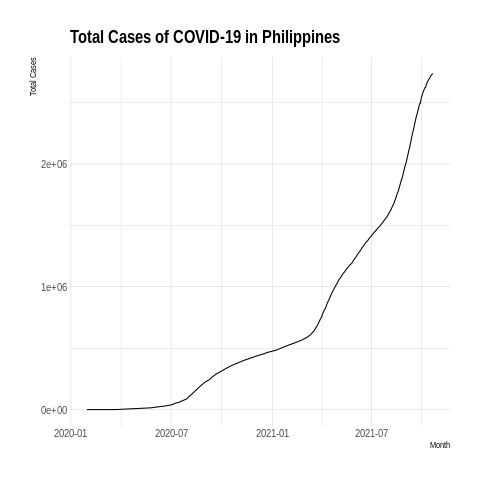 Total Cases of COVID-19 in Philippines
Total Cases
2e+06
1e+06
0e+00
2020-01
2020-07
2021-01
2021-07
Month